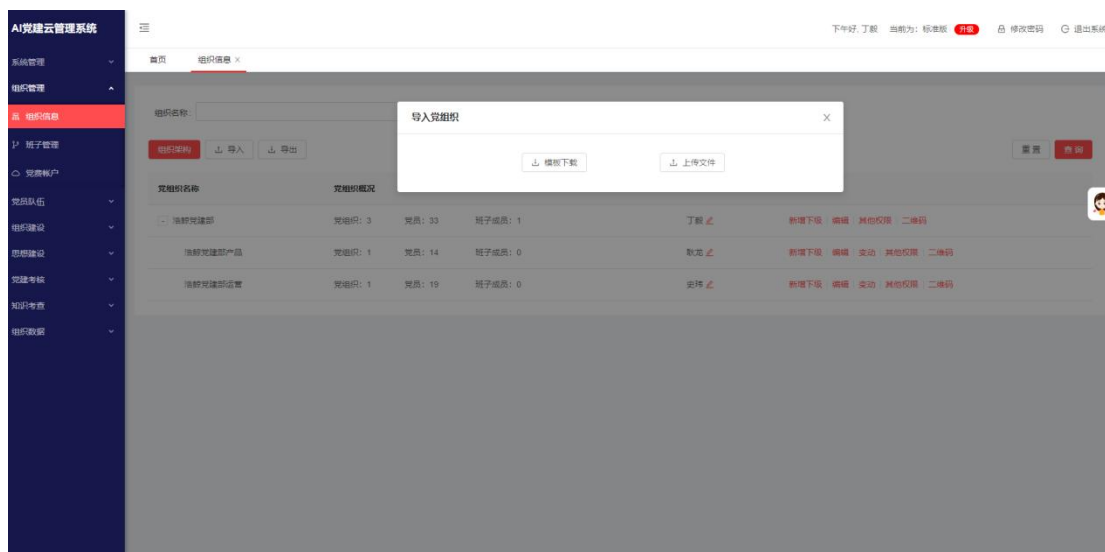 AI党建云管理系统
下午好, 丁毅 当前为: 标准版 升级 修改密码 退出系统
系统管理
首页 组织信息 ×
组织管理
组织信息
组织名称:
导入党组织
班子管理
组织架构 导入 导出
模板下载 上传文件
重置 查询
党费帐户
党组织名称 党组织概况
党员队伍
浩鲸党建部 党组织: 3 党员: 33 班子成员: 1 丁毅 新增下级 编辑 其他权限 二维码
组织建设
思想建设
浩鲸党建部产品 党组织: 1 党员: 14 班子成员: 0 耿龙 新增下级 编辑 变动 其他权限 二维码
党建考核
浩鲸党建部运营 党组织: 1 党员: 19 班子成员: 0 史玮 新增下级 编辑 变动 其他权限 二维码
知识考查
组织数据